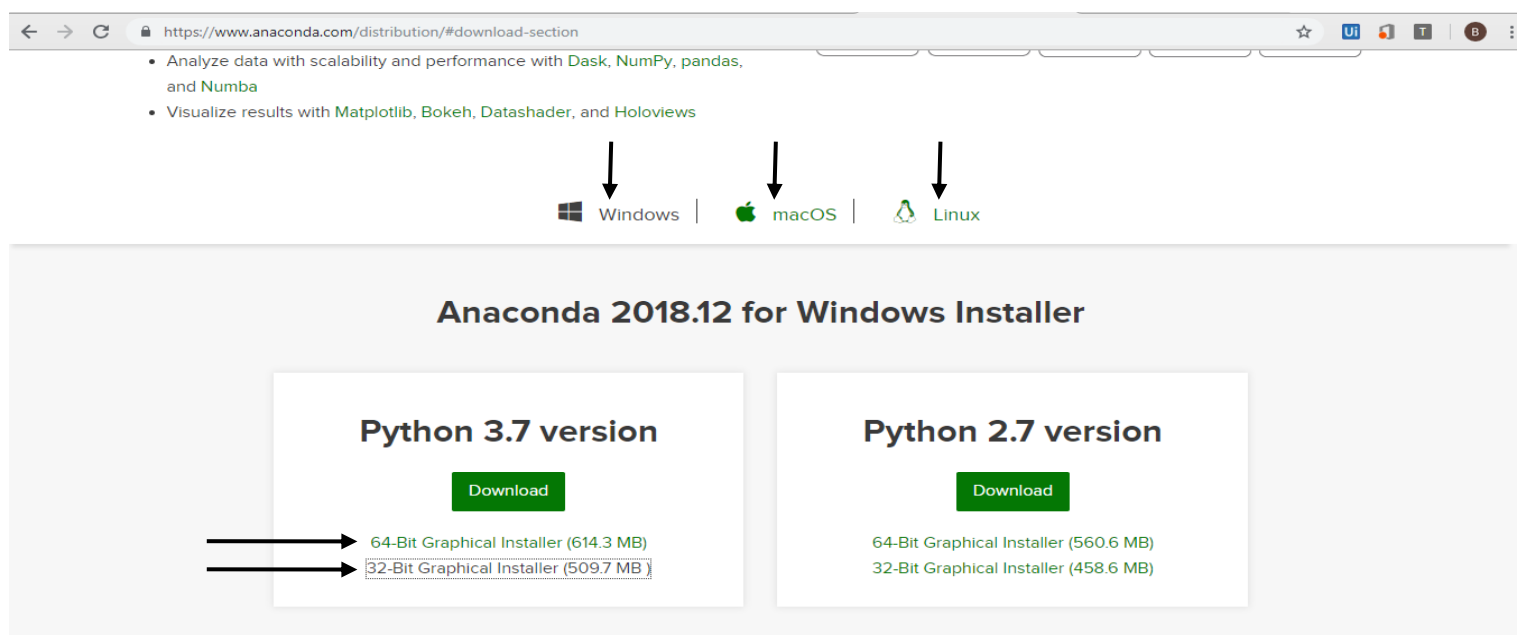 https://www.anaconda.com/distribution/#download-section
Ui
T
B
• Analyze data with scalability and performance with Dask, NumPy, pandas,
and Numba
• Visualize results with Matplotlib, Bokeh, Datashader, and Holoviews
Windows | macOS | Linux
Anaconda 2018.12 for Windows Installer
Python 3.7 version
Download
64-Bit Graphical Installer (614.3 MB)
32-Bit Graphical Installer (509.7 MB )
Python 2.7 version
Download
64-Bit Graphical Installer (560.6 MB)
32-Bit Graphical Installer (458.6 MB)